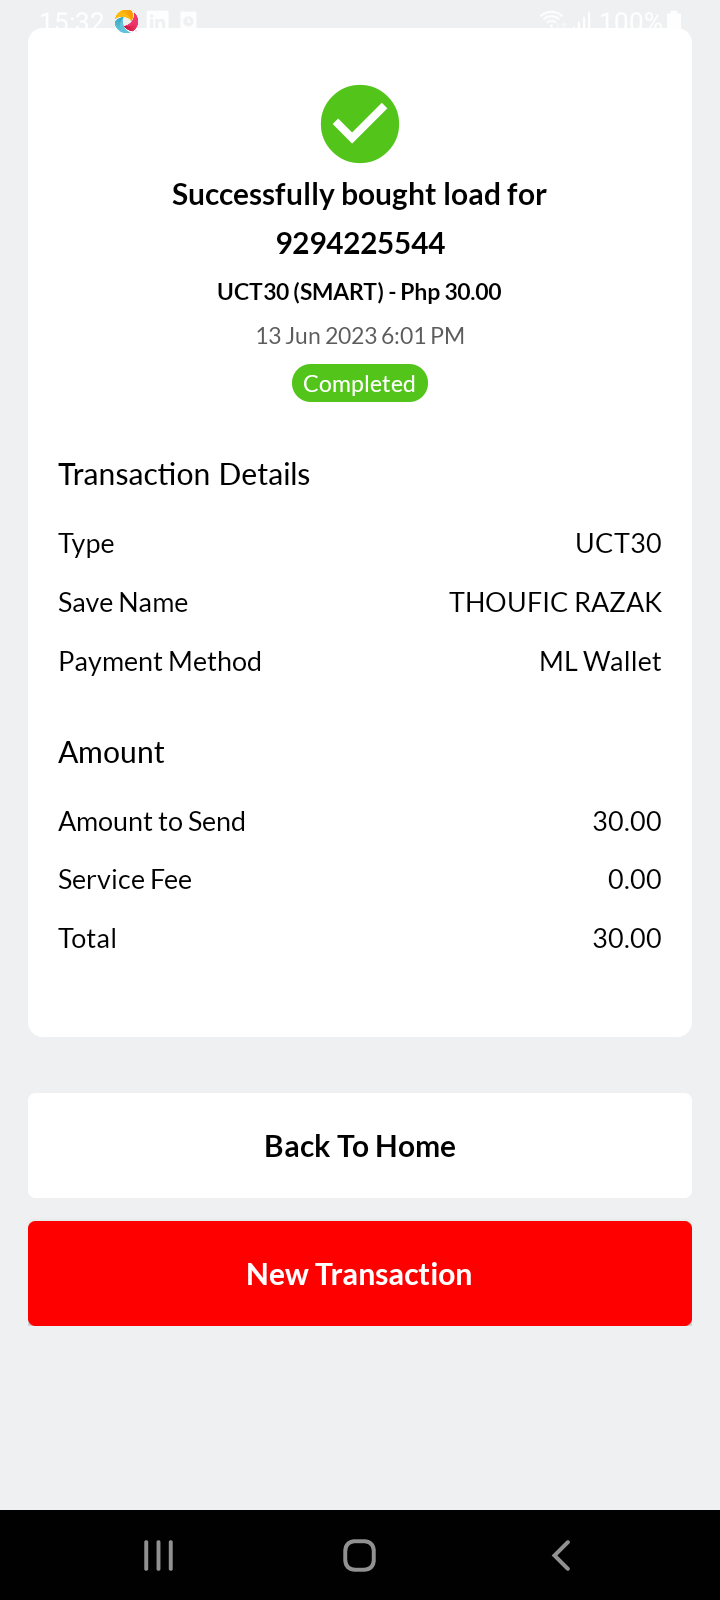 15:32 in 100%
Successfully bought load for
9294225544
UCT30 (SMART) - Php 30.00
13 Jun 2023 6:01 PM
Completed
Transaction Details
Type UCT30
Save Name THOUFIC RAZAK
Payment Method ML Wallet
Amount
Amount to Send 30.00
Service Fee 0.00
Total 30.00
Back To Home
New Transaction